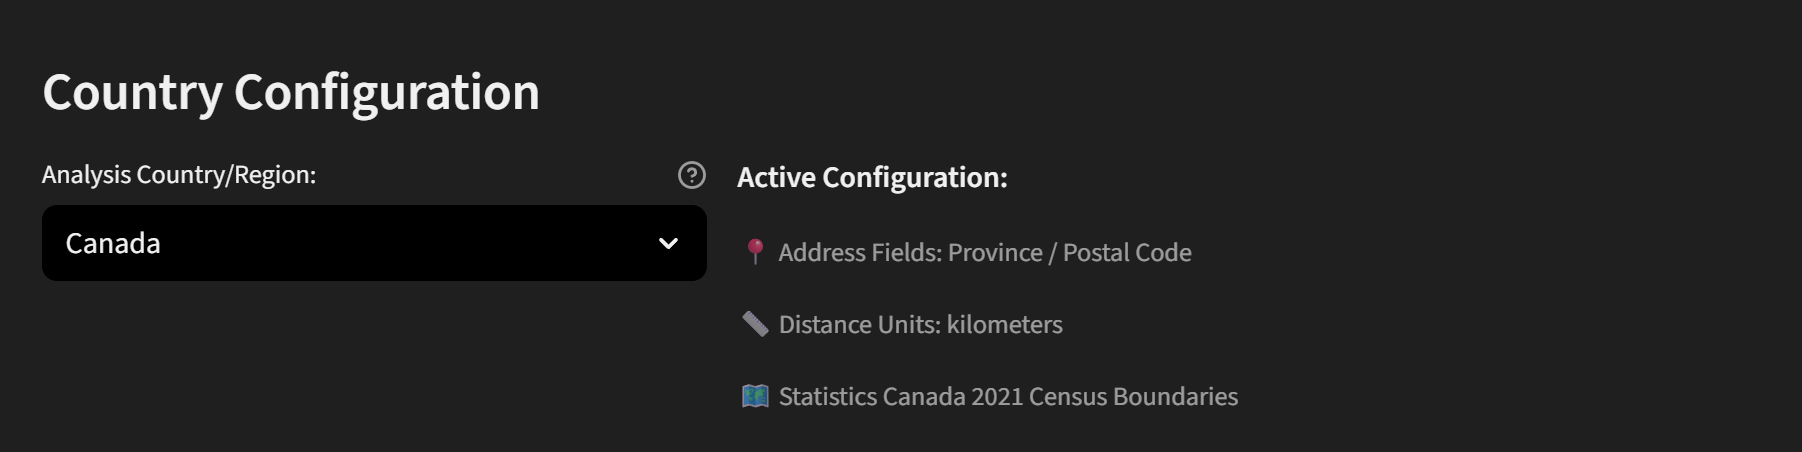 Country Configuration
Analysis Country/Region:
Canada
Active Configuration:
Address Fields: Province / Postal Code
Distance Units: kilometers
Statistics Canada 2021 Census Boundaries